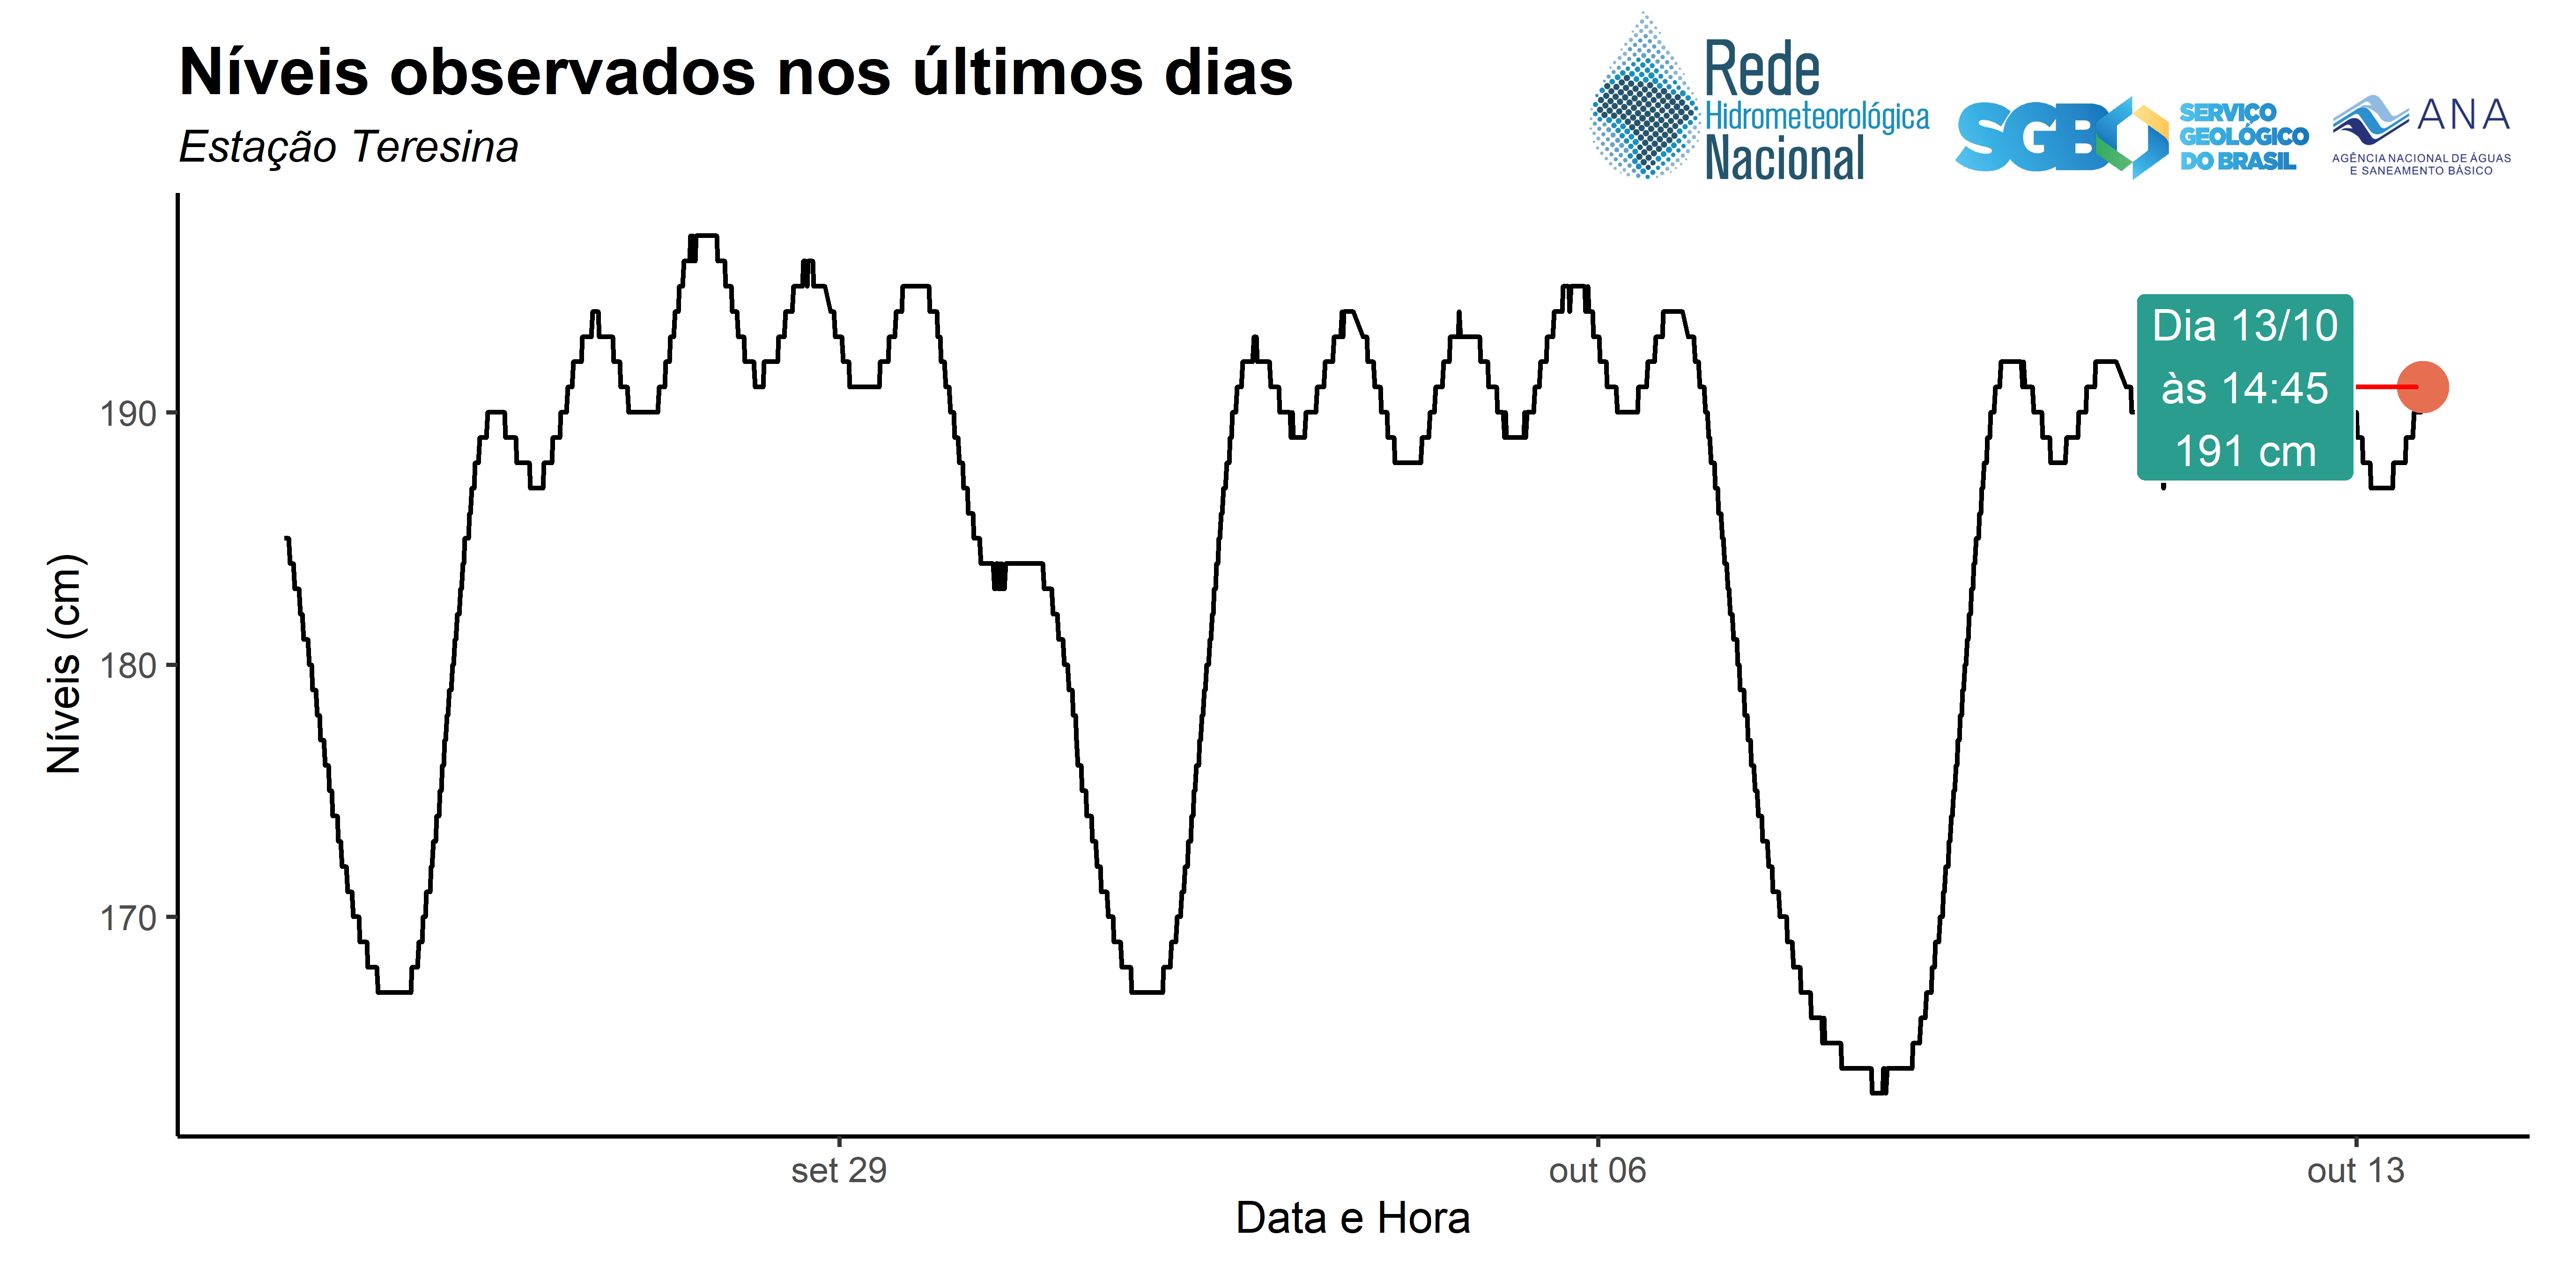 Níveis observados nos últimos dias
Estação Teresina
Rede
Hidrometeorológica
Nacional
SGB
SERVIÇO
GEOLÓGICO
DO BRASIL
ANA
AGÊNCIA NACIONAL DE ÁGUAS
E SANEAMENTO BÁSICO
Dia 13/10
às 14:45
191 cm
Níveis (cm)
190
180
170
set 29
out 06
out 13
Data e Hora